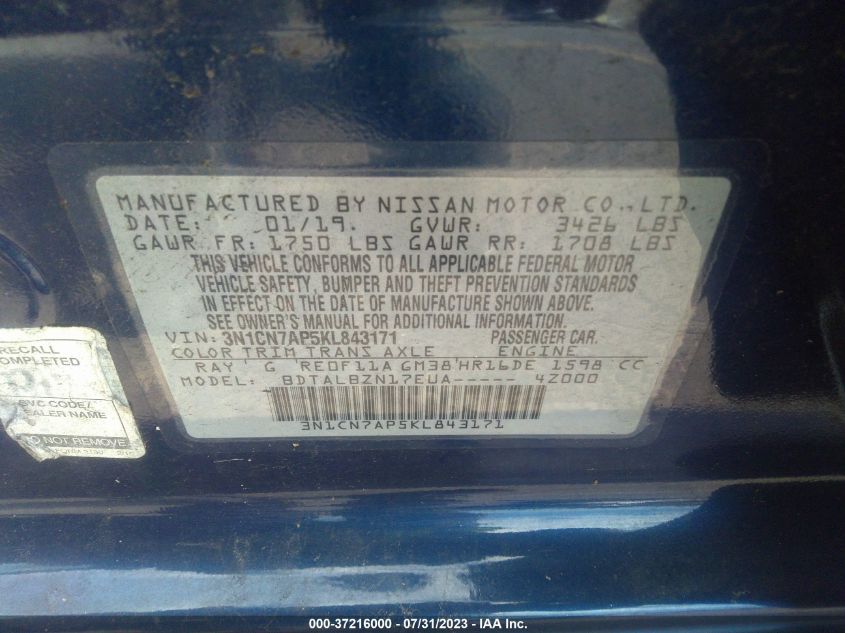 MANUFACTURED BY NISSAN MOTOR CO., LTD.
DATE: 01/19. GVWR: 3426 LBS
GAWR FR: 1750 LBS GAWR RR: 1708 LBS
THIS VEHICLE CONFORMS TO ALL APPLICABLE FEDERAL MOTOR
VEHICLE SAFETY, BUMPER AND THEFT PREVENTION STANDARDS
IN EFFECT ON THE DATE OF MANUFACTURE SHOWN ABOVE.
SEE OWNER'S MANUAL FOR ADDITIONAL INFORMATION.
VIN: 3N1CN7AP5KL843171 PASSENGER CAR.
COLOR TRIM TRANS AXLE ENGINE
RAY G RE0F11A GM38 HR16DE 1598 CC
MODEL: BDTALBZN17EUA----- 4Z000
3N1CN7AP5KL843171
RECALL
COMPLETED
SVC CODE/
DEALER NAME
DO NOT REMOVE
000-37216000 - 07/31/2023 - IAA Inc.